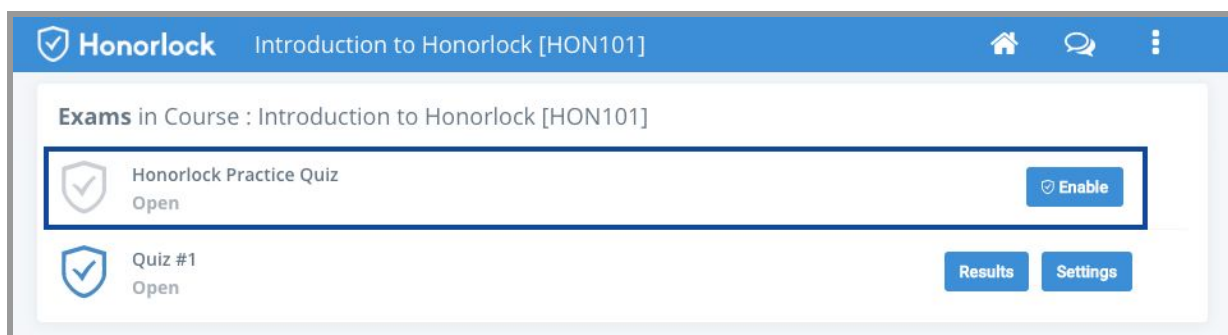 Honorlock Introduction to Honorlock [HON101]
Exams in Course : Introduction to Honorlock [HON101]
Honorlock Practice Quiz
Open
Enable
Quiz #1
Open
Results Settings